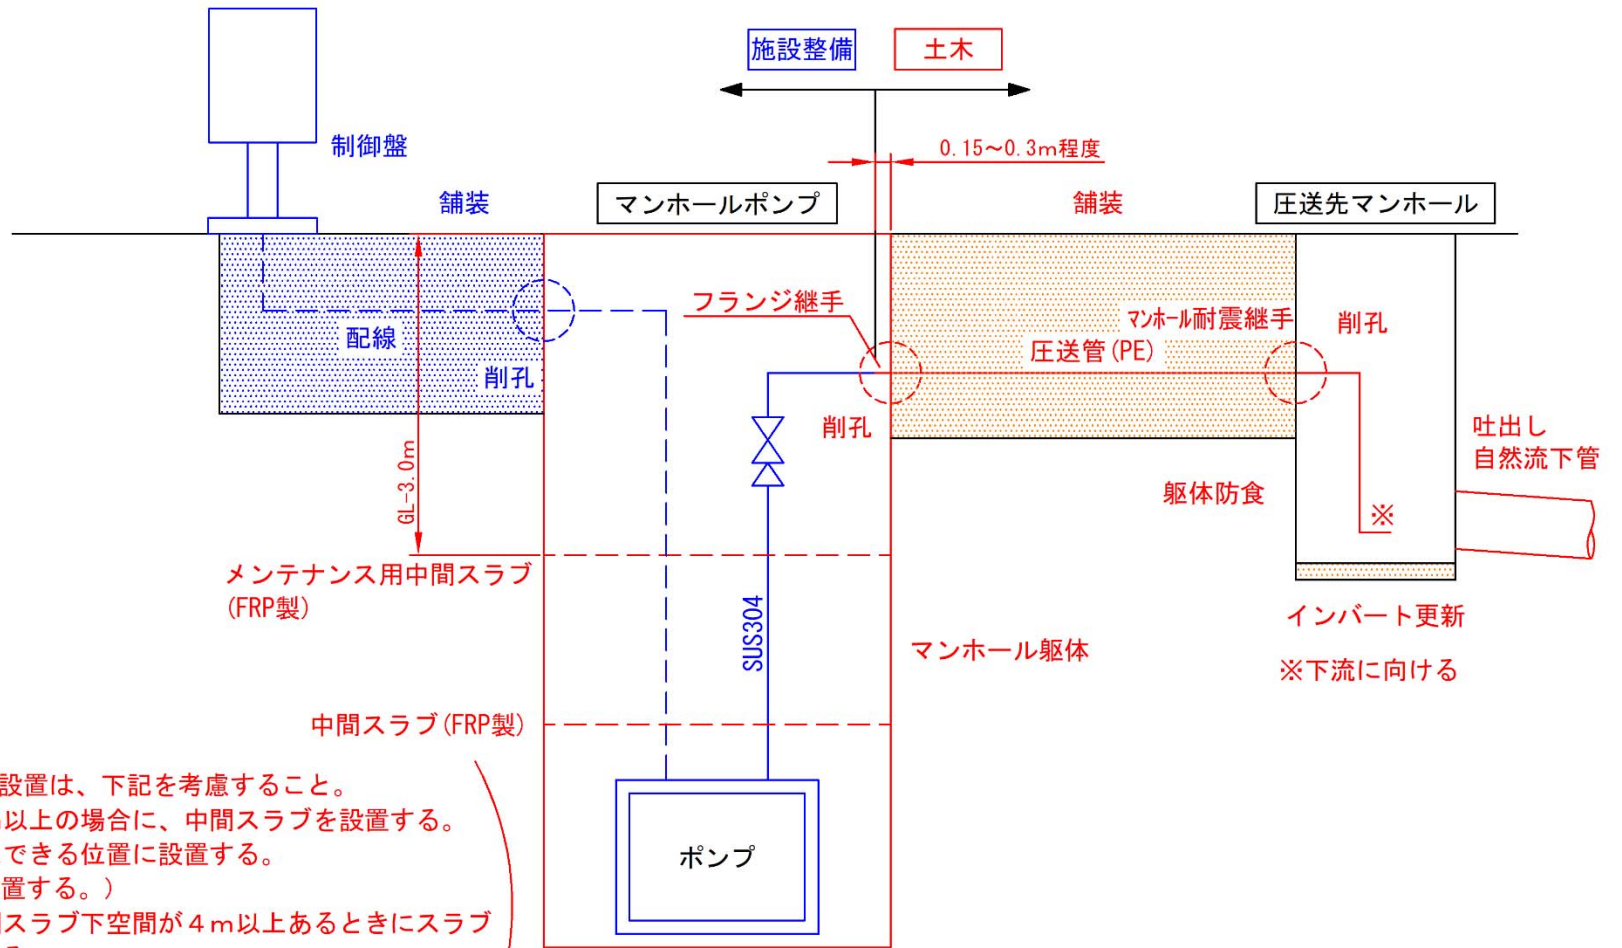 施設整備
土木
制御盤
0.15～0.3m程度
舗装
マンホールポンプ
舗装
圧送先マンホール
フランジ継手
マンホール耐震継手
削孔
配線
圧送管(PE)
削孔
削孔
吐出し
自然流下管
GL-3.0m
躯体防食
※
メンテナンス用中間スラブ
(FRP製)
SUS304
インバート更新
マンホール躯体
※下流に向ける
中間スラブ(FRP製)
設置は、下記を考慮すること。
以上の場合に、中間スラブを設置する。
できる位置に設置する。
置する。)
スラブ下空間が4m以上あるときにスラブ
ポンプ